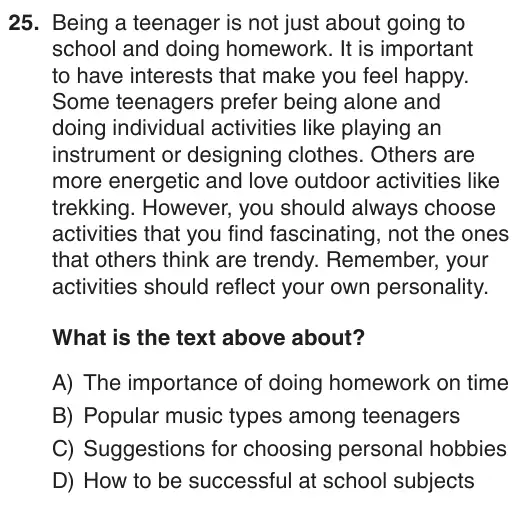 25. Being a teenager is not just about going to
school and doing homework. It is important
to have interests that make you feel happy.
Some teenagers prefer being alone and
doing individual activities like playing an
instrument or designing clothes. Others are
more energetic and love outdoor activities like
trekking. However, you should always choose
activities that you find fascinating, not the ones
that others think are trendy. Remember, your
activities should reflect your own personality.
What is the text above about?
A) The importance of doing homework on time
B) Popular music types among teenagers
C) Suggestions for choosing personal hobbies
D) How to be successful at school subjects